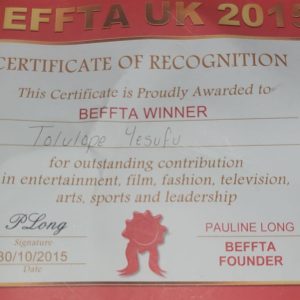 BEFFTA UK 2015
CERTIFICATE OF RECOGNITION
This Certificate is Proudly Awarded to
BEFFTA WINNER
Tolulope Yesufu
for outstanding contribution
in entertainment, film, fashion, television,
arts, sports and leadership
PLong
Signature
30/10/2015
Date
PAULINE LONG
BEFFTA
FOUNDER